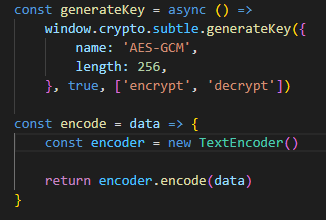 const generateKey = async () =>
    window.crypto.subtle.generateKey({
        name: 'AES-GCM',
        length: 256,
    }, true, ['encrypt', 'decrypt'])

const encode = data => {
    const encoder = new TextEncoder()

    return encoder.encode(data)
}